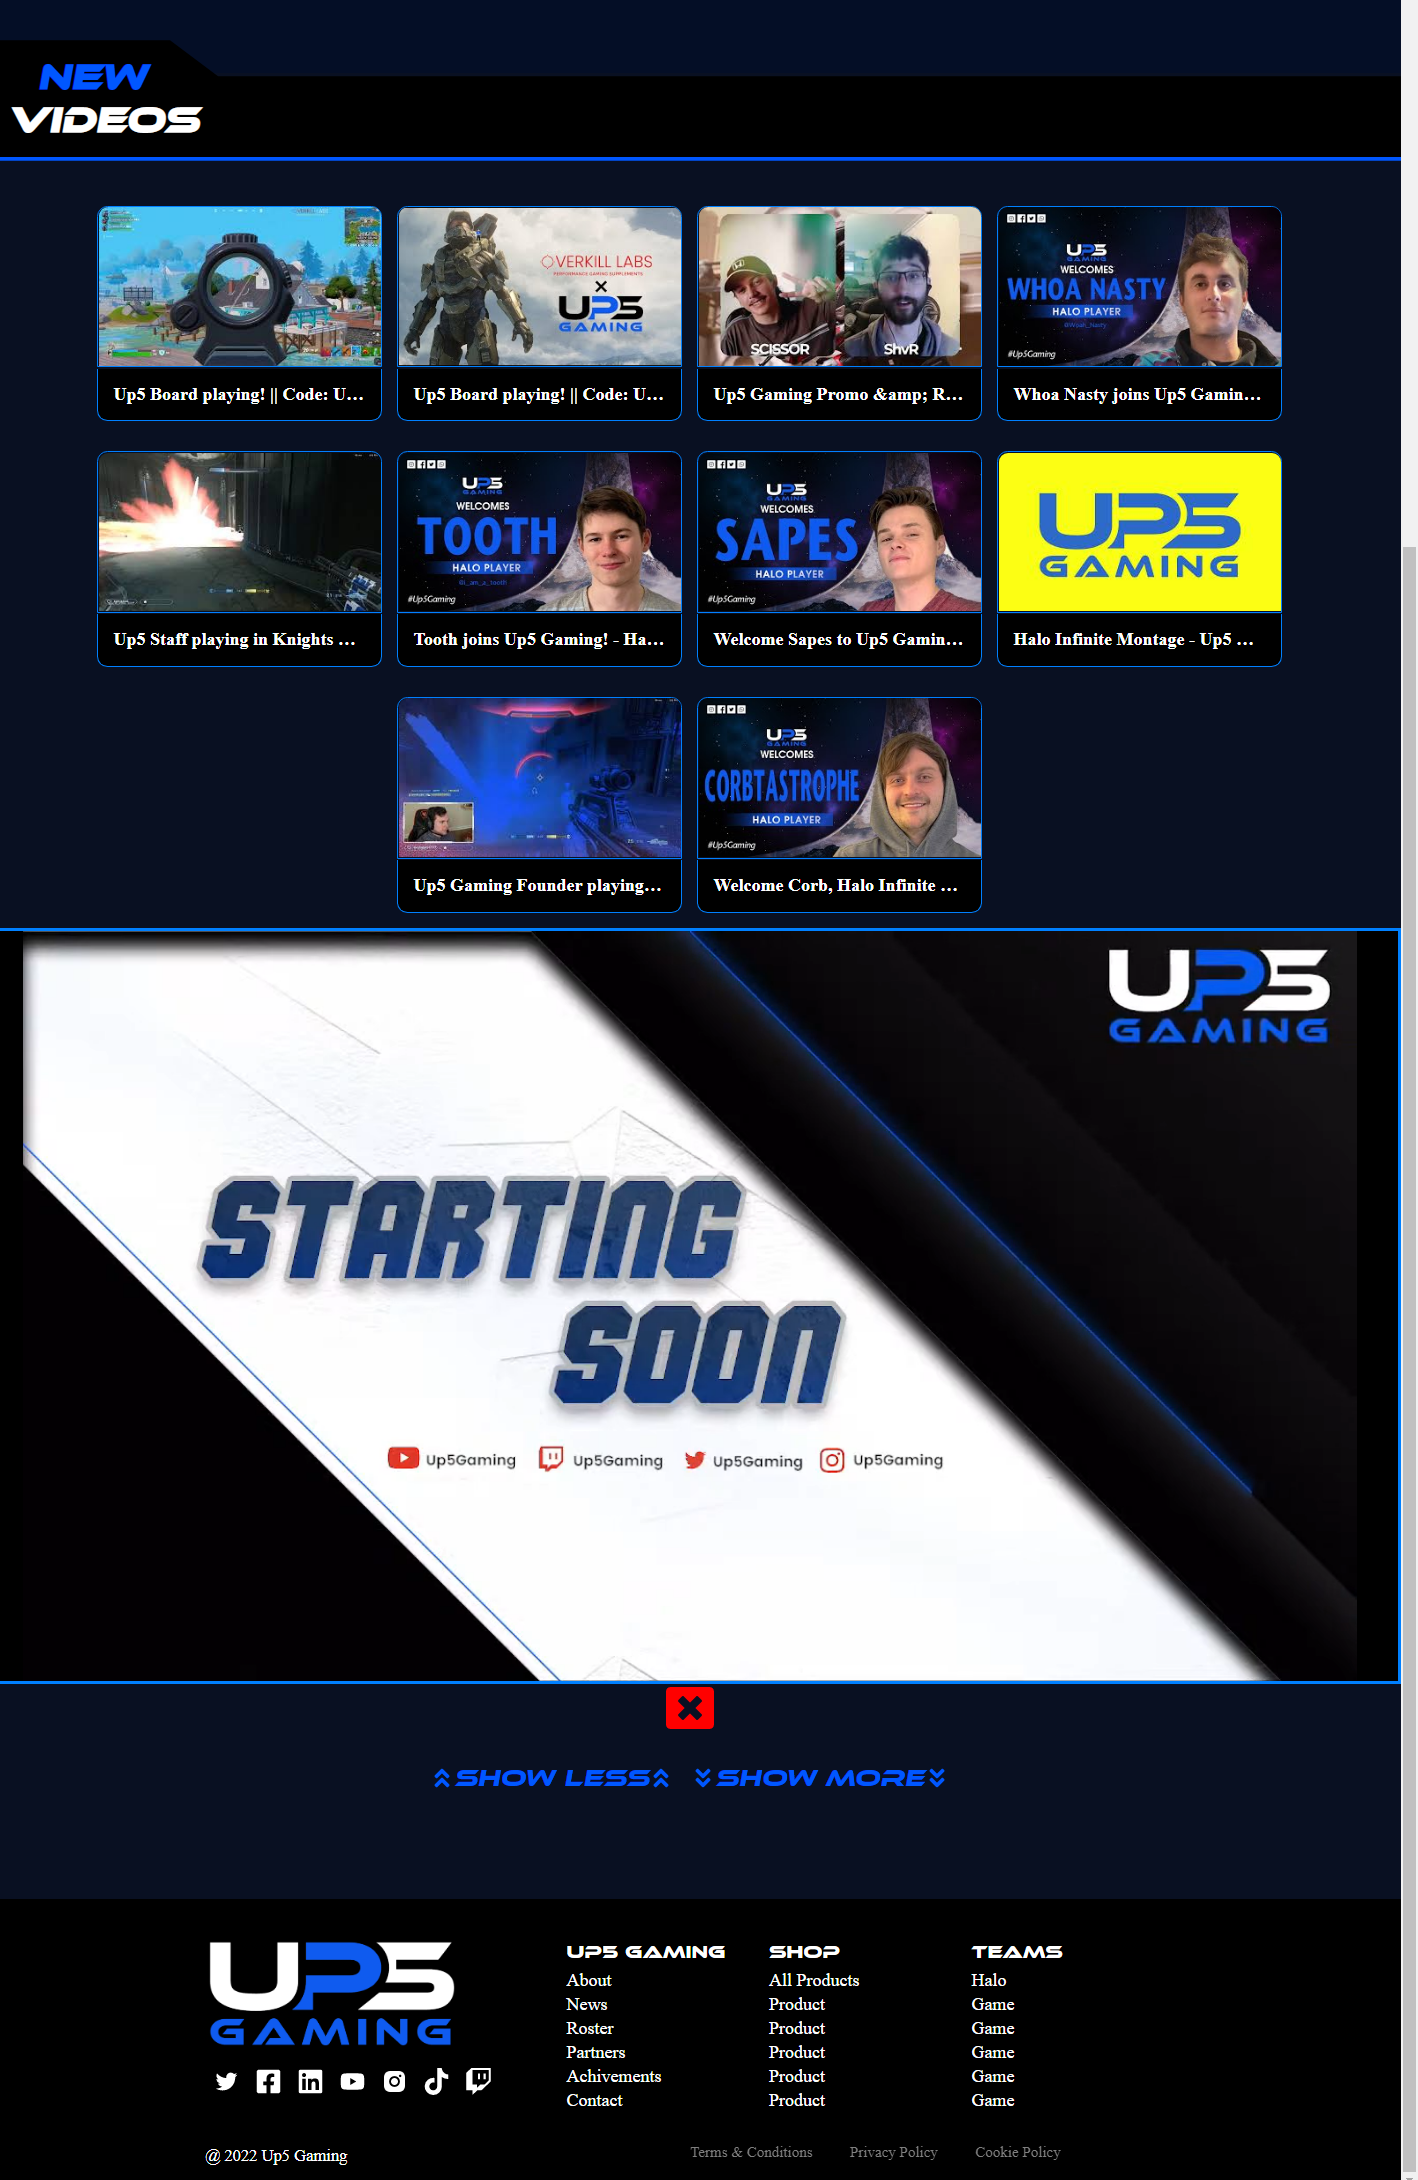 NEW
VIDEOS
OVERKILL LABS
PERFORMANCE GAMING SUPPLEMENTS
×
UP5
GAMING
SCISSOR
ShvR
UP5
GAMING
WELCOMES
WHOA NASTY
HALO PLAYER
#Up5Gaming
Up5 Board playing! || Code: U...
Up5 Board playing! || Code: U...
Up5 Gaming Promo &amp; R...
Whoa Nasty joins Up5 Gamin...
UP5
GAMING
WELCOMES
TOOTH
HALO PLAYER
@i_am_a_tooth
#Up5Gaming
UP5
GAMING
WELCOMES
SAPES
HALO PLAYER
#Up5Gaming
UP5
GAMING
Up5 Staff playing in Knights ...
Tooth joins Up5 Gaming! - Ha...
Welcome Sapes to Up5 Gamin...
Halo Infinite Montage - Up5 ...
UP5
GAMING
WELCOMES
CORBTASTROPHE
HALO PLAYER
#Up5Gaming
Up5 Gaming Founder playing...
Welcome Corb, Halo Infinite ...
UP5
GAMING
STARTING
SOON
Up5Gaming Up5Gaming Up5Gaming Up5Gaming
SHOW LESS SHOW MORE
UP5
GAMING
UP5 GAMING
About
News
Roster
Partners
Achivements
Contact
SHOP
All Products
Product
Product
Product
Product
Product
TEAMS
Halo
Game
Game
Game
Game
Game
@ 2022 Up5 Gaming
Terms & Conditions Privacy Policy Cookie Policy